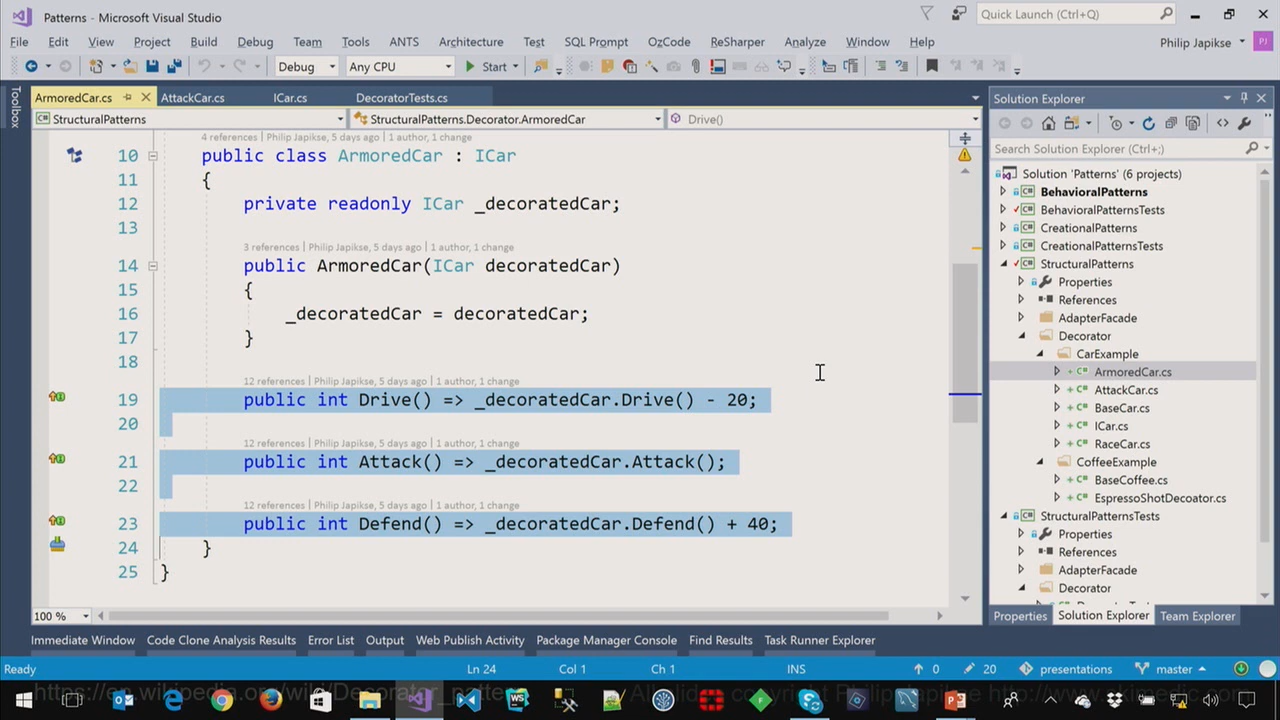 Patterns - Microsoft Visual Studio
Quick Launch (Ctrl+Q)
File Edit View Project Build Debug Team Tools ANTS Architecture Test SQL Prompt OzCode ReSharper Analyze Window Help
Philip Japikse PJ
Debug Any CPU Start
Toolbox
ArmoredCar.cs AttackCar.cs ICar.cs DecoratorTests.cs
StructuralPatterns StructuralPatterns.Decorator.ArmoredCar Drive()
4 references | Philip Japikse, 5 days ago | 1 author, 1 change
10 public class ArmoredCar : ICar
11 {
12 private readonly ICar _decoratedCar;
13
3 references | Philip Japikse, 5 days ago | 1 author, 1 change
14 public ArmoredCar(ICar decoratedCar)
15 {
16 _decoratedCar = decoratedCar;
17 }
18
12 references | Philip Japikse, 5 days ago | 1 author, 1 change
19 public int Drive() => _decoratedCar.Drive() - 20;
20
12 references | Philip Japikse, 5 days ago | 1 author, 1 change
21 public int Attack() => _decoratedCar.Attack();
22
12 references | Philip Japikse, 5 days ago | 1 author, 1 change
23 public int Defend() => _decoratedCar.Defend() + 40;
24 }
25 }
100 %
Solution Explorer
Search Solution Explorer (Ctrl+;)
Solution 'Patterns' (6 projects)
BehavioralPatterns
BehavioralPatternsTests
CreationalPatterns
CreationalPatternsTests
StructuralPatterns
Properties
References
AdapterFacade
Decorator
CarExample
ArmoredCar.cs
AttackCar.cs
BaseCar.cs
ICar.cs
RaceCar.cs
CoffeeExample
BaseCoffee.cs
EspressoShotDecoator.cs
StructuralPatternsTests
Properties
References
AdapterFacade
Decorator
Properties Solution Explorer Team Explorer
Immediate Window Code Clone Analysis Results Error List Output Web Publish Activity Package Manager Console Find Results Task Runner Explorer
Ready Ln 24 Col 1 Ch 1 INS 0 20 presentations master